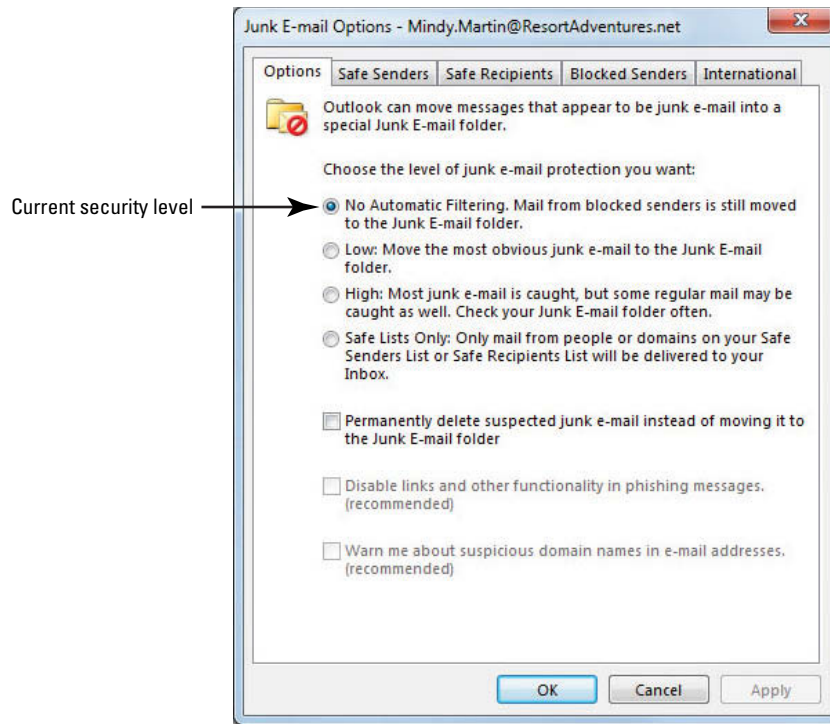 Junk E-mail Options - Mindy.Martin@ResortAdventures.net
Options
Safe Senders
Safe Recipients
Blocked Senders
International
Outlook can move messages that appear to be junk e-mail into a
special Junk E-mail folder.
Choose the level of junk e-mail protection you want:
Current security level
No Automatic Filtering. Mail from blocked senders is still moved
to the Junk E-mail folder.
Low: Move the most obvious junk e-mail to the Junk E-mail
folder.
High: Most junk e-mail is caught, but some regular mail may be
caught as well. Check your Junk E-mail folder often.
Safe Lists Only: Only mail from people or domains on your Safe
Senders List or Safe Recipients List will be delivered to your
Inbox.
Permanently delete suspected junk e-mail instead of moving it to
the Junk E-mail folder
Disable links and other functionality in phishing messages.
(recommended)
Warn me about suspicious domain names in e-mail addresses.
(recommended)
OK
Cancel
Apply